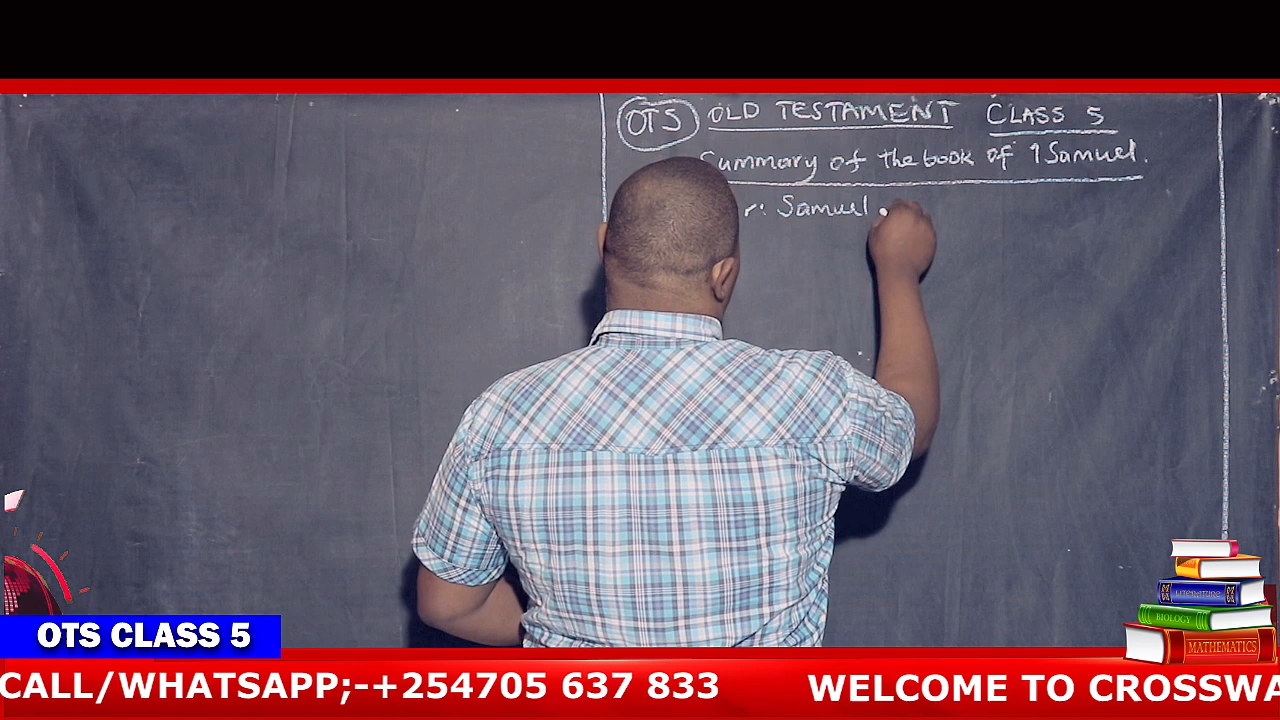 OTS OLD TESTAMENT CLASS 5
Summary of the book of 1 Samuel.
r: Samuel
LITERATURE
BIOLOGY
MATHEMATICS
OTS CLASS 5
CALL/WHATSAPP;-+254705 637 833 WELCOME TO CROSSWA